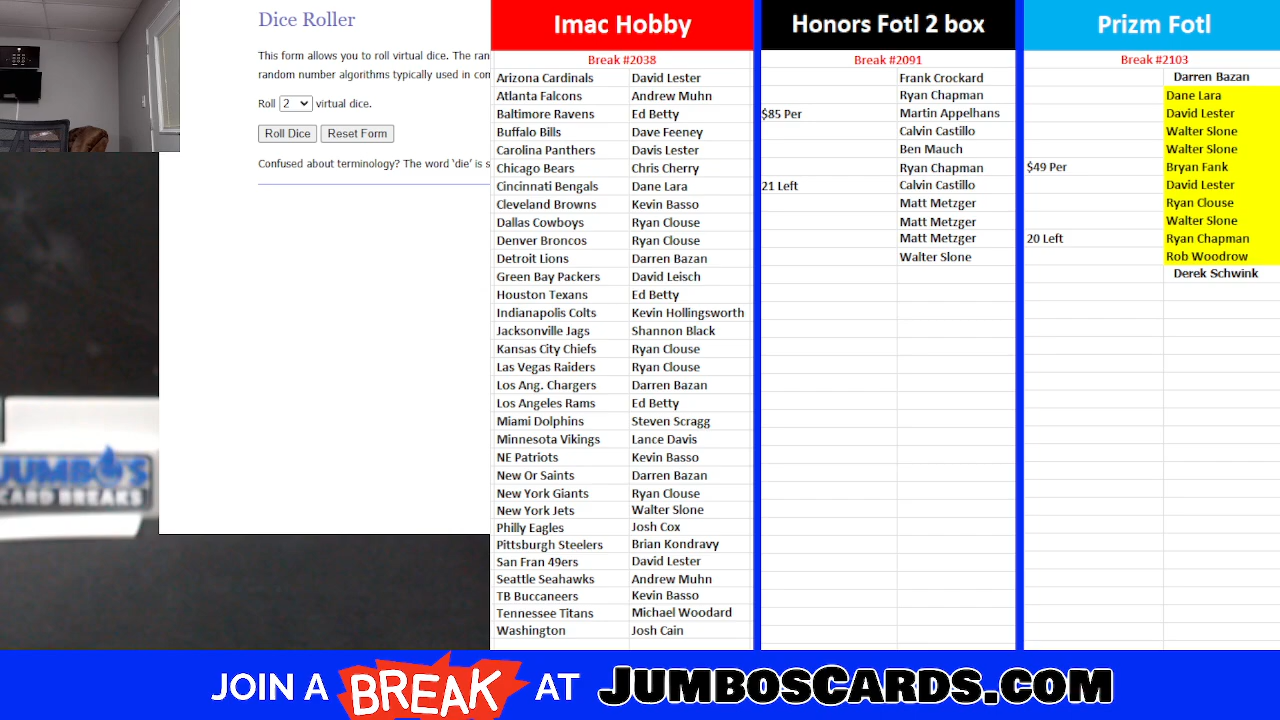 Dice Roller
This form allows you to roll virtual dice. The ran
random number algorithms typically used in con
Roll 2 virtual dice.
Roll Dice Reset Form
Confused about terminology? The word 'die' is s
JUMBO'S
CARD BREAKS
Imac Hobby
Break #2038
Arizona Cardinals David Lester
Atlanta Falcons Andrew Muhn
Baltimore Ravens Ed Betty
Buffalo Bills Dave Feeney
Carolina Panthers Davis Lester
Chicago Bears Chris Cherry
Cincinnati Bengals Dane Lara
Cleveland Browns Kevin Basso
Dallas Cowboys Ryan Clouse
Denver Broncos Ryan Clouse
Detroit Lions Darren Bazan
Green Bay Packers David Leisch
Houston Texans Ed Betty
Indianapolis Colts Kevin Hollingsworth
Jacksonville Jags Shannon Black
Kansas City Chiefs Ryan Clouse
Las Vegas Raiders Ryan Clouse
Los Ang. Chargers Darren Bazan
Los Angeles Rams Ed Betty
Miami Dolphins Steven Scragg
Minnesota Vikings Lance Davis
NE Patriots Kevin Basso
New Or Saints Darren Bazan
New York Giants Ryan Clouse
New York Jets Walter Slone
Philly Eagles Josh Cox
Pittsburgh Steelers Brian Kondravy
San Fran 49ers David Lester
Seattle Seahawks Andrew Muhn
TB Buccaneers Kevin Basso
Tennessee Titans Michael Woodard
Washington Josh Cain
Honors Fotl 2 box
Break #2091
Frank Crockard
Ryan Chapman
$85 Per Martin Appelhans
Calvin Castillo
Ben Mauch
Ryan Chapman
21 Left Calvin Castillo
Matt Metzger
Matt Metzger
Matt Metzger
Walter Slone
Prizm Fotl
Break #2103
Darren Bazan
Dane Lara
David Lester
Walter Slone
Walter Slone
$49 Per Bryan Fank
David Lester
Ryan Clouse
Walter Slone
20 Left Ryan Chapman
Rob Woodrow
Derek Schwink
JOIN A BREAK AT JUMBOSCARDS.COM